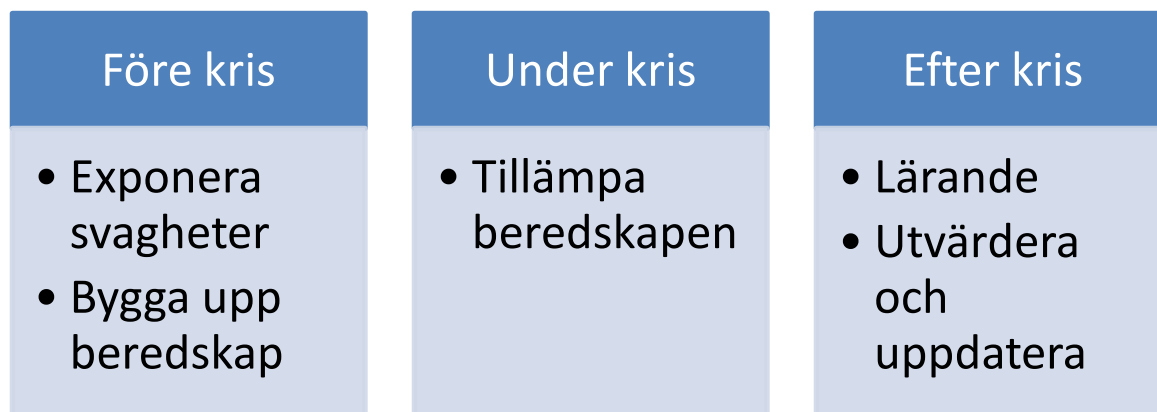 Före kris
• Exponera
svagheter
• Bygga upp
beredskap
Under kris
• Tillämpa
beredskapen
Efter kris
• Lärande
• Utvärdera
och
uppdatera